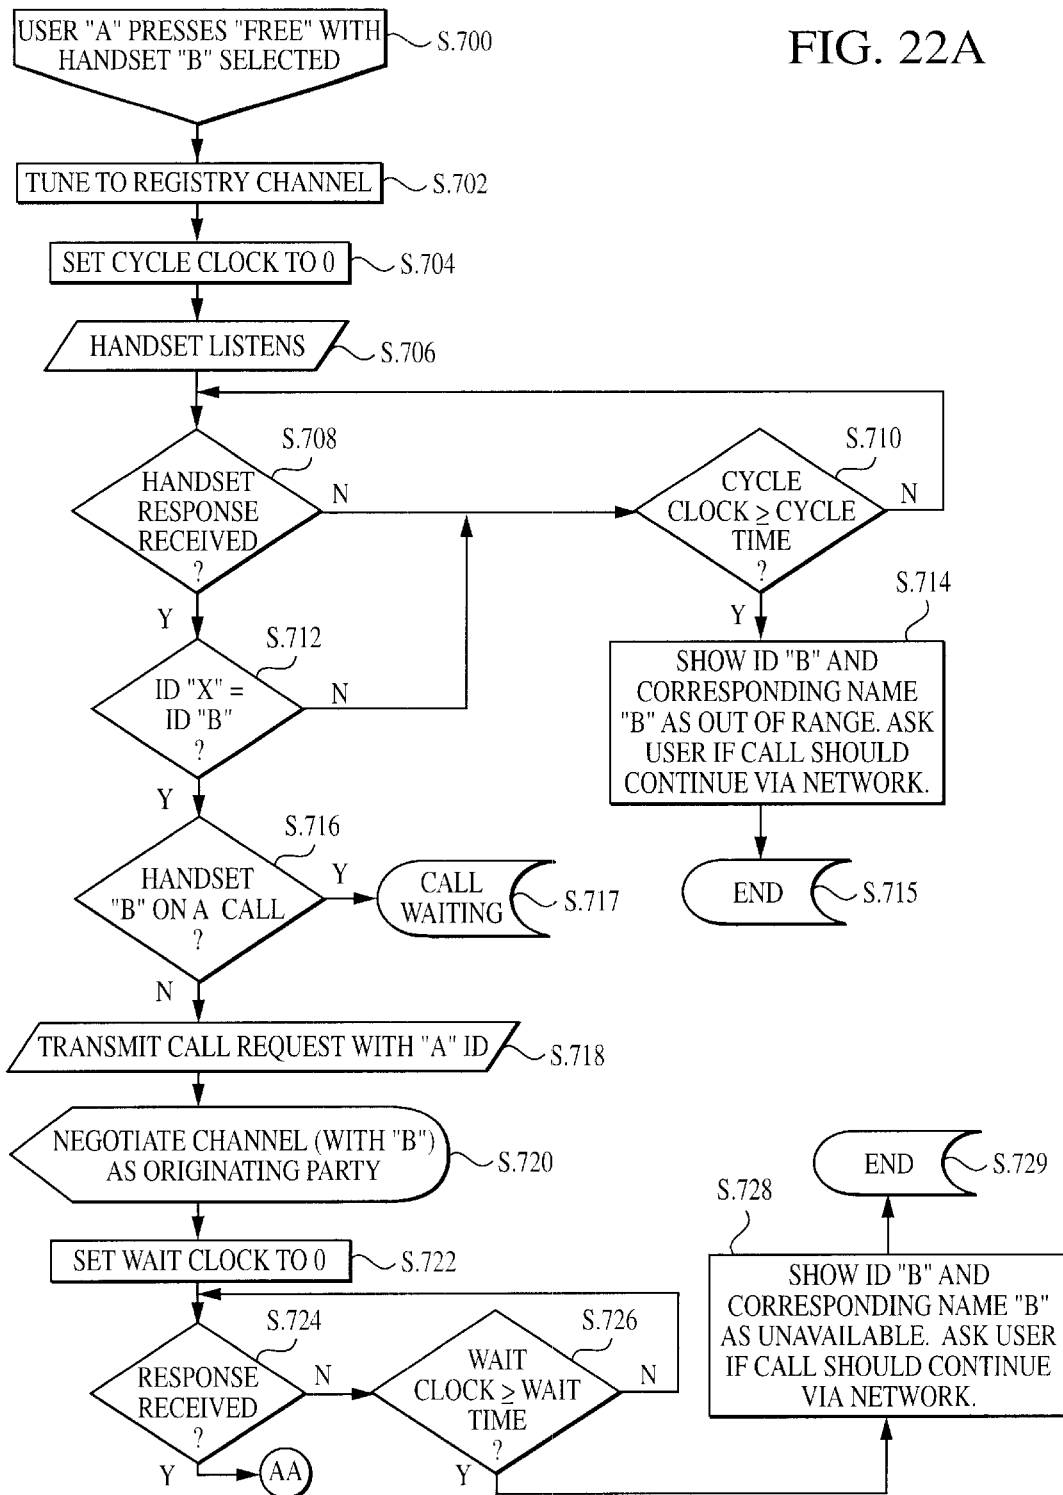 FIG. 22A
USER "A" PRESSES "FREE" WITH
HANDSET "B" SELECTED
S.700
TUNE TO REGISTRY CHANNEL
S.702
SET CYCLE CLOCK TO 0
S.704
HANDSET LISTENS
S.706
S.708
HANDSET
RESPONSE
RECEIVED
?
N
Y
S.710
CYCLE
CLOCK ≥ CYCLE
TIME
?
N
Y
S.712
ID "X" =
ID "B"
?
N
Y
S.714
SHOW ID "B" AND
CORRESPONDING NAME
"B" AS OUT OF RANGE. ASK
USER IF CALL SHOULD
CONTINUE VIA NETWORK.
END
S.715
S.716
HANDSET
"B" ON A CALL
?
Y
N
CALL
WAITING
S.717
TRANSMIT CALL REQUEST WITH "A" ID
S.718
NEGOTIATE CHANNEL (WITH "B")
AS ORIGINATING PARTY
S.720
SET WAIT CLOCK TO 0
S.722
S.724
RESPONSE
RECEIVED
?
N
Y
AA
S.726
WAIT
CLOCK ≥ WAIT
TIME
?
N
Y
S.728
SHOW ID "B" AND
CORRESPONDING NAME "B"
AS UNAVAILABLE. ASK USER
IF CALL SHOULD CONTINUE
VIA NETWORK.
END
S.729